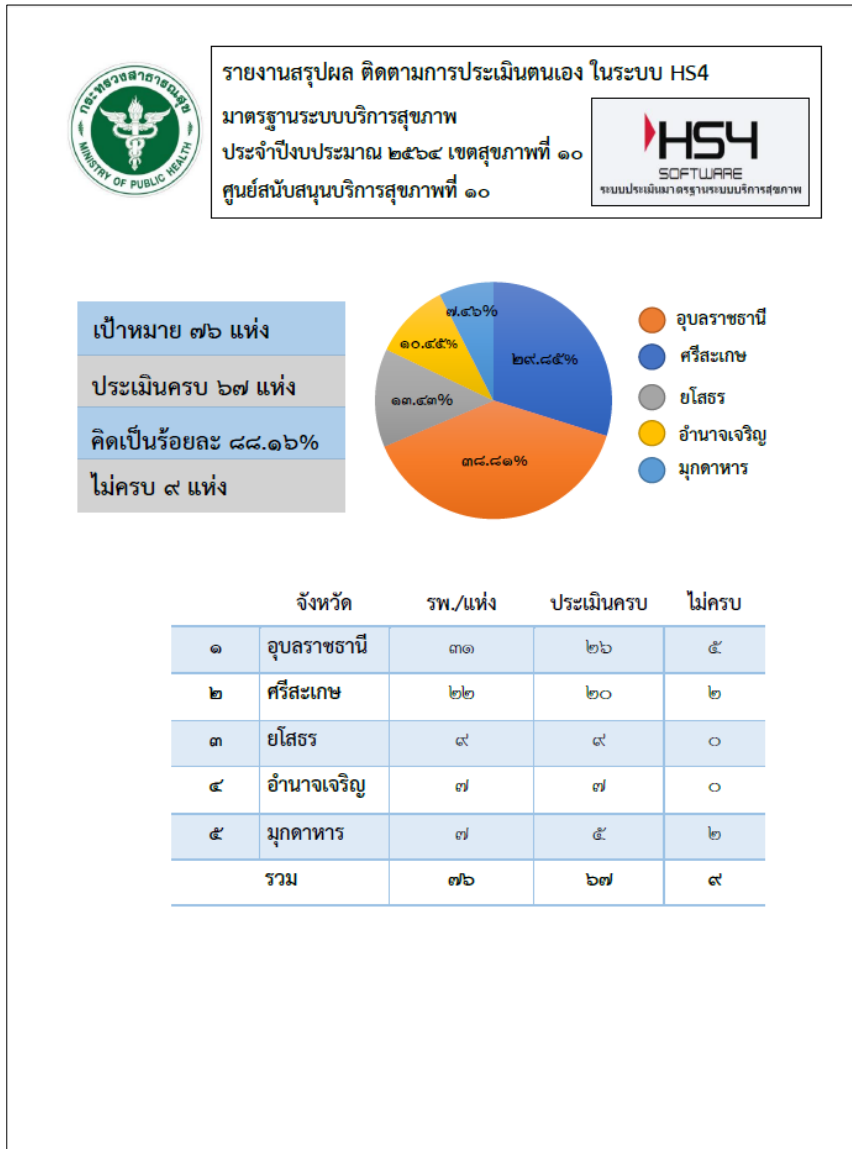 กระทรวงสาธารณสุข
MINISTRY OF PUBLIC HEALTH
รายงานสรุปผล ติดตามการประเมินตนเอง ในระบบ HS4
มาตรฐานระบบบริการสุขภาพ
ประจำปีงบประมาณ ๒๕๖๔ เขตสุขภาพที่ ๑๐
ศูนย์สนับสนุนบริการสุขภาพที่ ๑๐
HS4
SOFTWARE
ระบบประเมินมาตรฐานระบบบริการสุขภาพ
เป้าหมาย ๗๖ แห่ง
ประเมินครบ ๖๗ แห่ง
คิดเป็นร้อยละ ๘๘.๑๖%
ไม่ครบ ๙ แห่ง
๗.๔๖%
๑๐.๔๕%
๒๙.๘๕%
๑๓.๔๓%
๓๘.๘๑%
อุบลราชธานี
ศรีสะเกษ
ยโสธร
อำนาจเจริญ
มุกดาหาร
จังหวัด รพ./แห่ง ประเมินครบ ไม่ครบ
๑ อุบลราชธานี ๓๑ ๒๖ ๕
๒ ศรีสะเกษ ๒๒ ๒๐ ๒
๓ ยโสธร ๙ ๙ ๐
๔ อำนาจเจริญ ๗ ๗ ๐
๕ มุกดาหาร ๗ ๕ ๒
รวม ๗๖ ๖๗ ๙